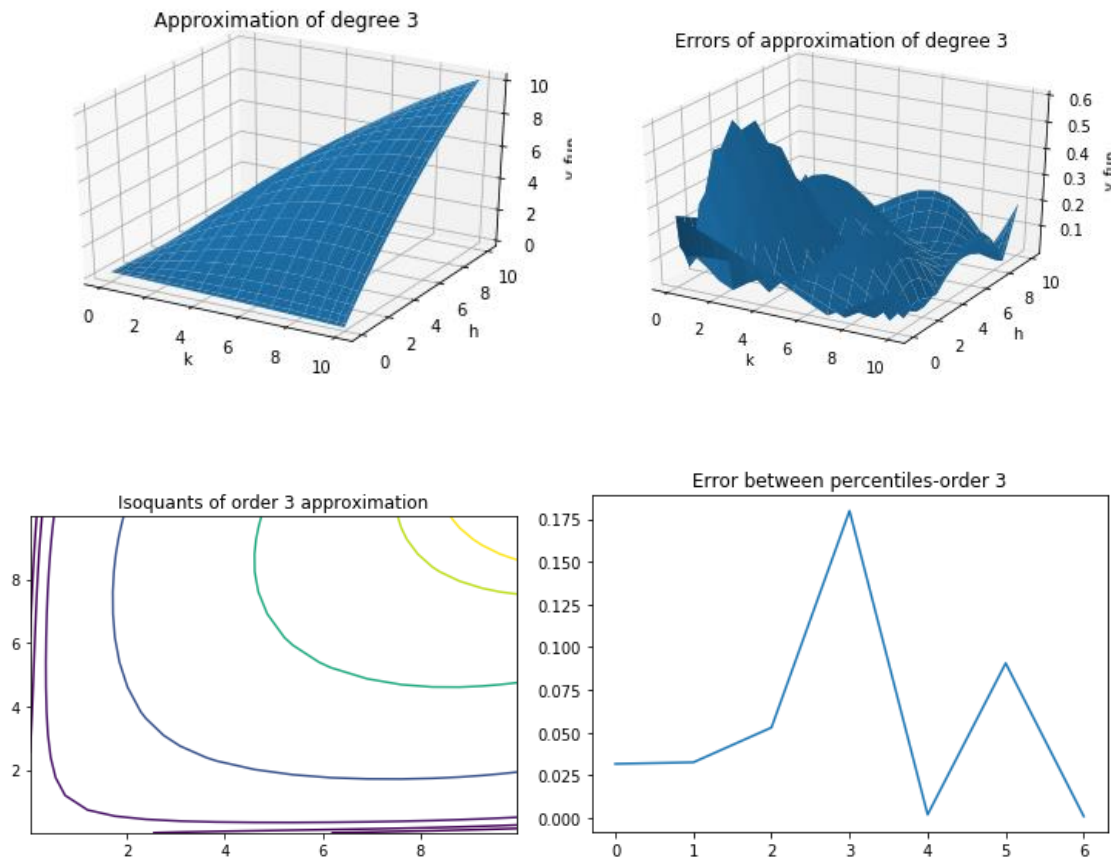 Approximation of degree 3
10
8
6
4
2
0
0 2 4 6 8 10
k
0 2 4 6 8 10
h
Errors of approximation of degree 3
0.6
0.5
0.4
0.3
0.2
0.1
0 2 4 6 8 10
k
0 2 4 6 8 10
h
Isoquants of order 3 approximation
8
6
4
2
2 4 6 8
Error between percentiles-order 3
0.175
0.150
0.125
0.100
0.075
0.050
0.025
0.000
0 1 2 3 4 5 6